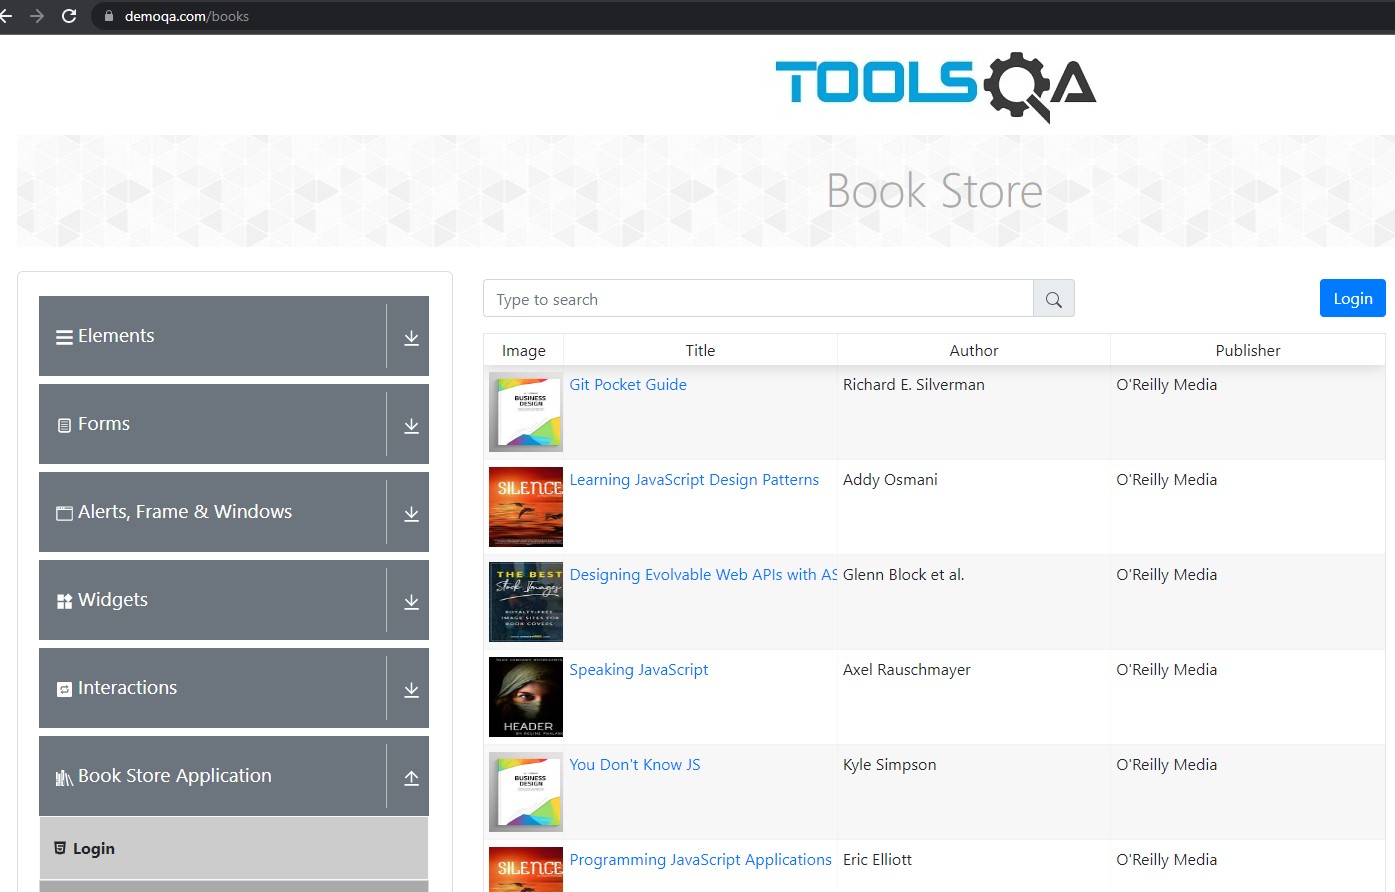 demoqa.com/books
TOOLSQA
Book Store
Elements
Forms
Alerts, Frame & Windows
Widgets
Interactions
Book Store Application
Login
Type to search
Login
Image Title Author Publisher
BUSINESS
DESIGN
Git Pocket Guide Richard E. Silverman O'Reilly Media
SILENCE
Learning JavaScript Design Patterns Addy Osmani O'Reilly Media
THE BEST
Stock Images
ROYALTY-FREE
IMAGE SITES FOR
BOOK COVERS
Designing Evolvable Web APIs with AS Glenn Block et al. O'Reilly Media
HEADER
Speaking JavaScript Axel Rauschmayer O'Reilly Media
BUSINESS
DESIGN
You Don't Know JS Kyle Simpson O'Reilly Media
SILENCE
Programming JavaScript Applications Eric Elliott O'Reilly Media